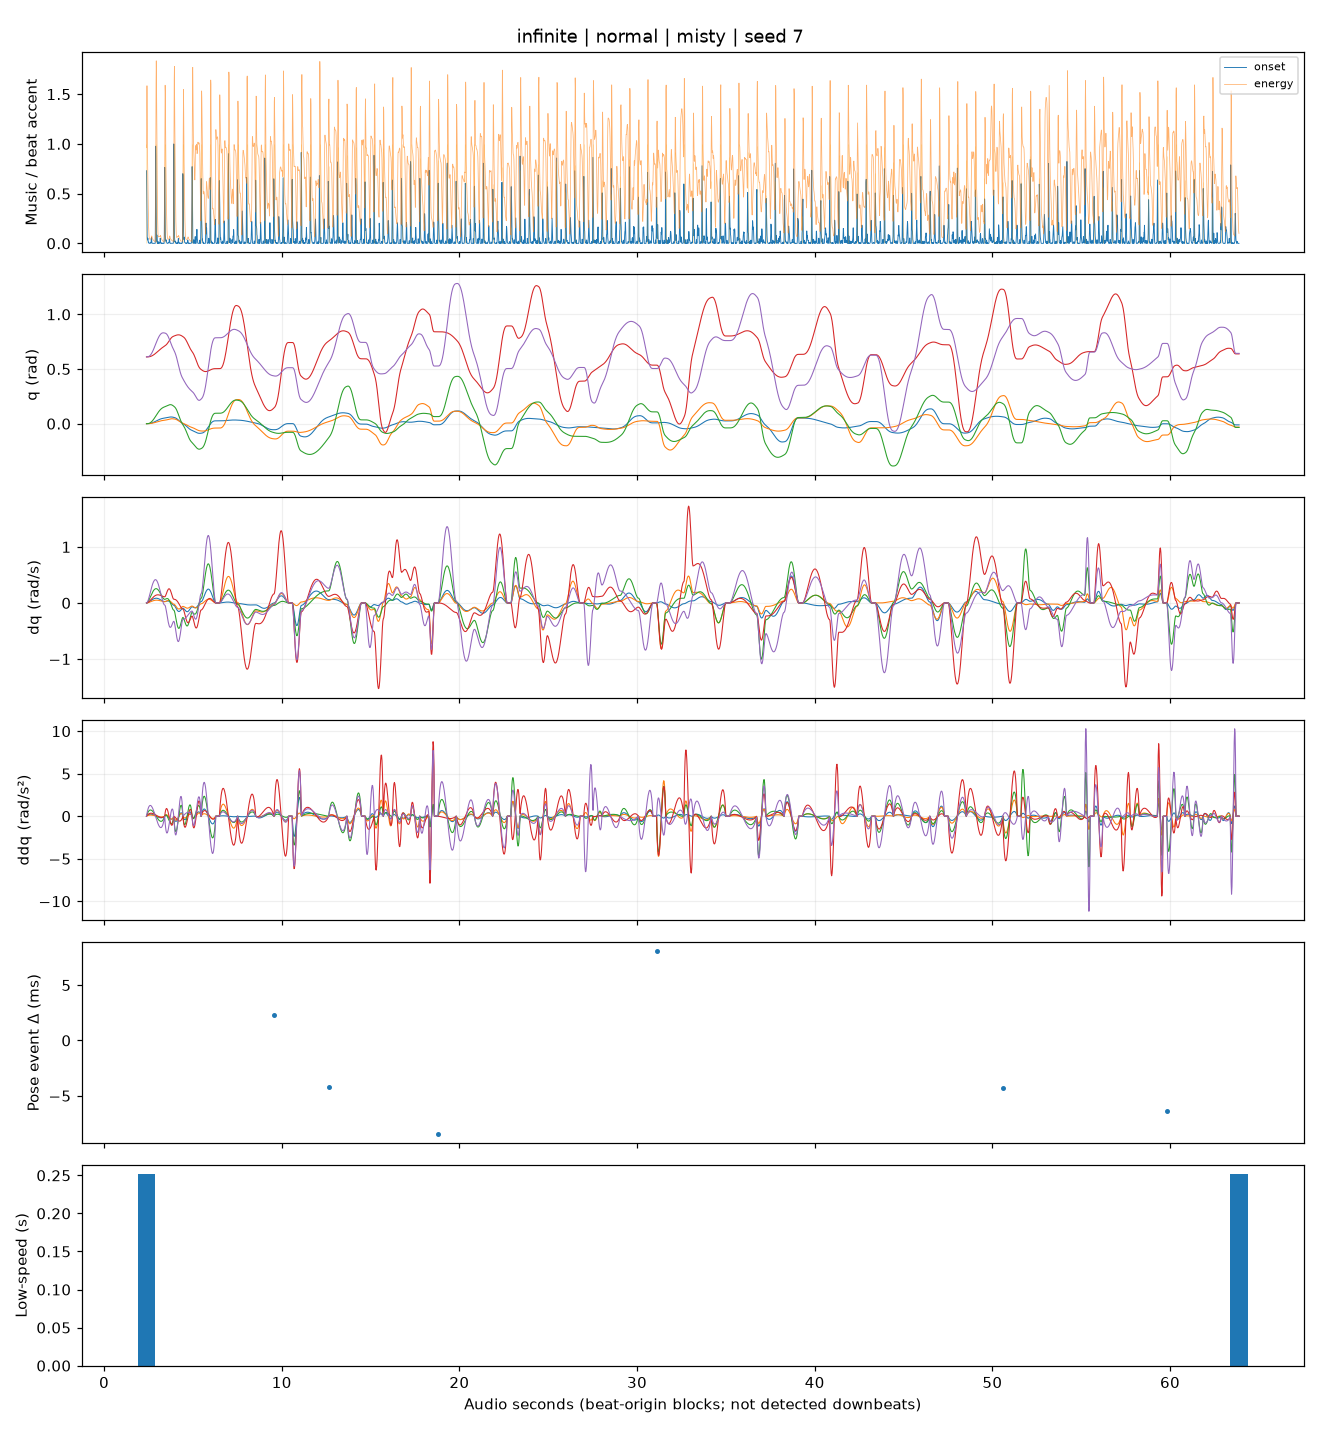 infinite | normal | misty | seed 7
Music / beat accent
1.5
1.0
0.5
0.0
onset
energy
q (rad)
1.0
0.5
0.0
dq (rad/s)
1
0
−1
ddq (rad/s²)
10
5
0
−5
−10
Pose event Δ (ms)
5
0
−5
Low-speed (s)
0.25
0.20
0.15
0.10
0.05
0.00
0 10 20 30 40 50 60
Audio seconds (beat-origin blocks; not detected downbeats)